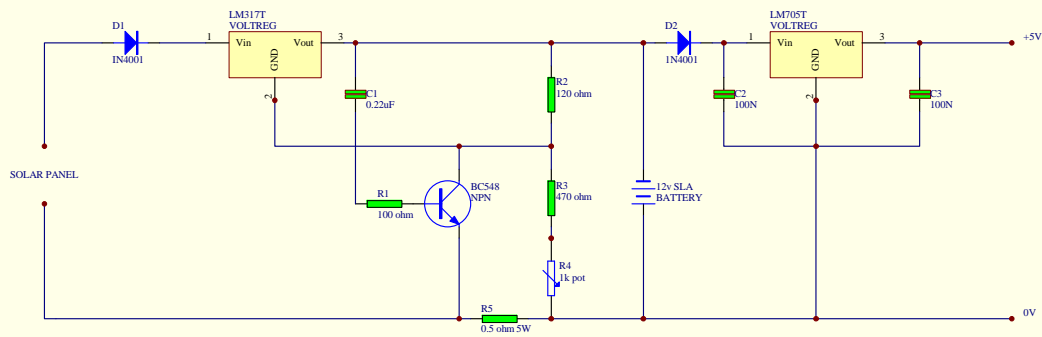 D1
IN4001
LM317T
VOLTREG
1
Vin
Vout
3
GND
2
C1
0.22uF
R2
120 ohm
D2
1N4001
LM705T
VOLTREG
1
Vin
Vout
3
GND
2
C2
100N
C3
100N
+5V
SOLAR PANEL
R1
100 ohm
BC548
NPN
R3
470 ohm
12v SLA
BATTERY
R4
1k pot
R5
0.5 ohm 5W
0V